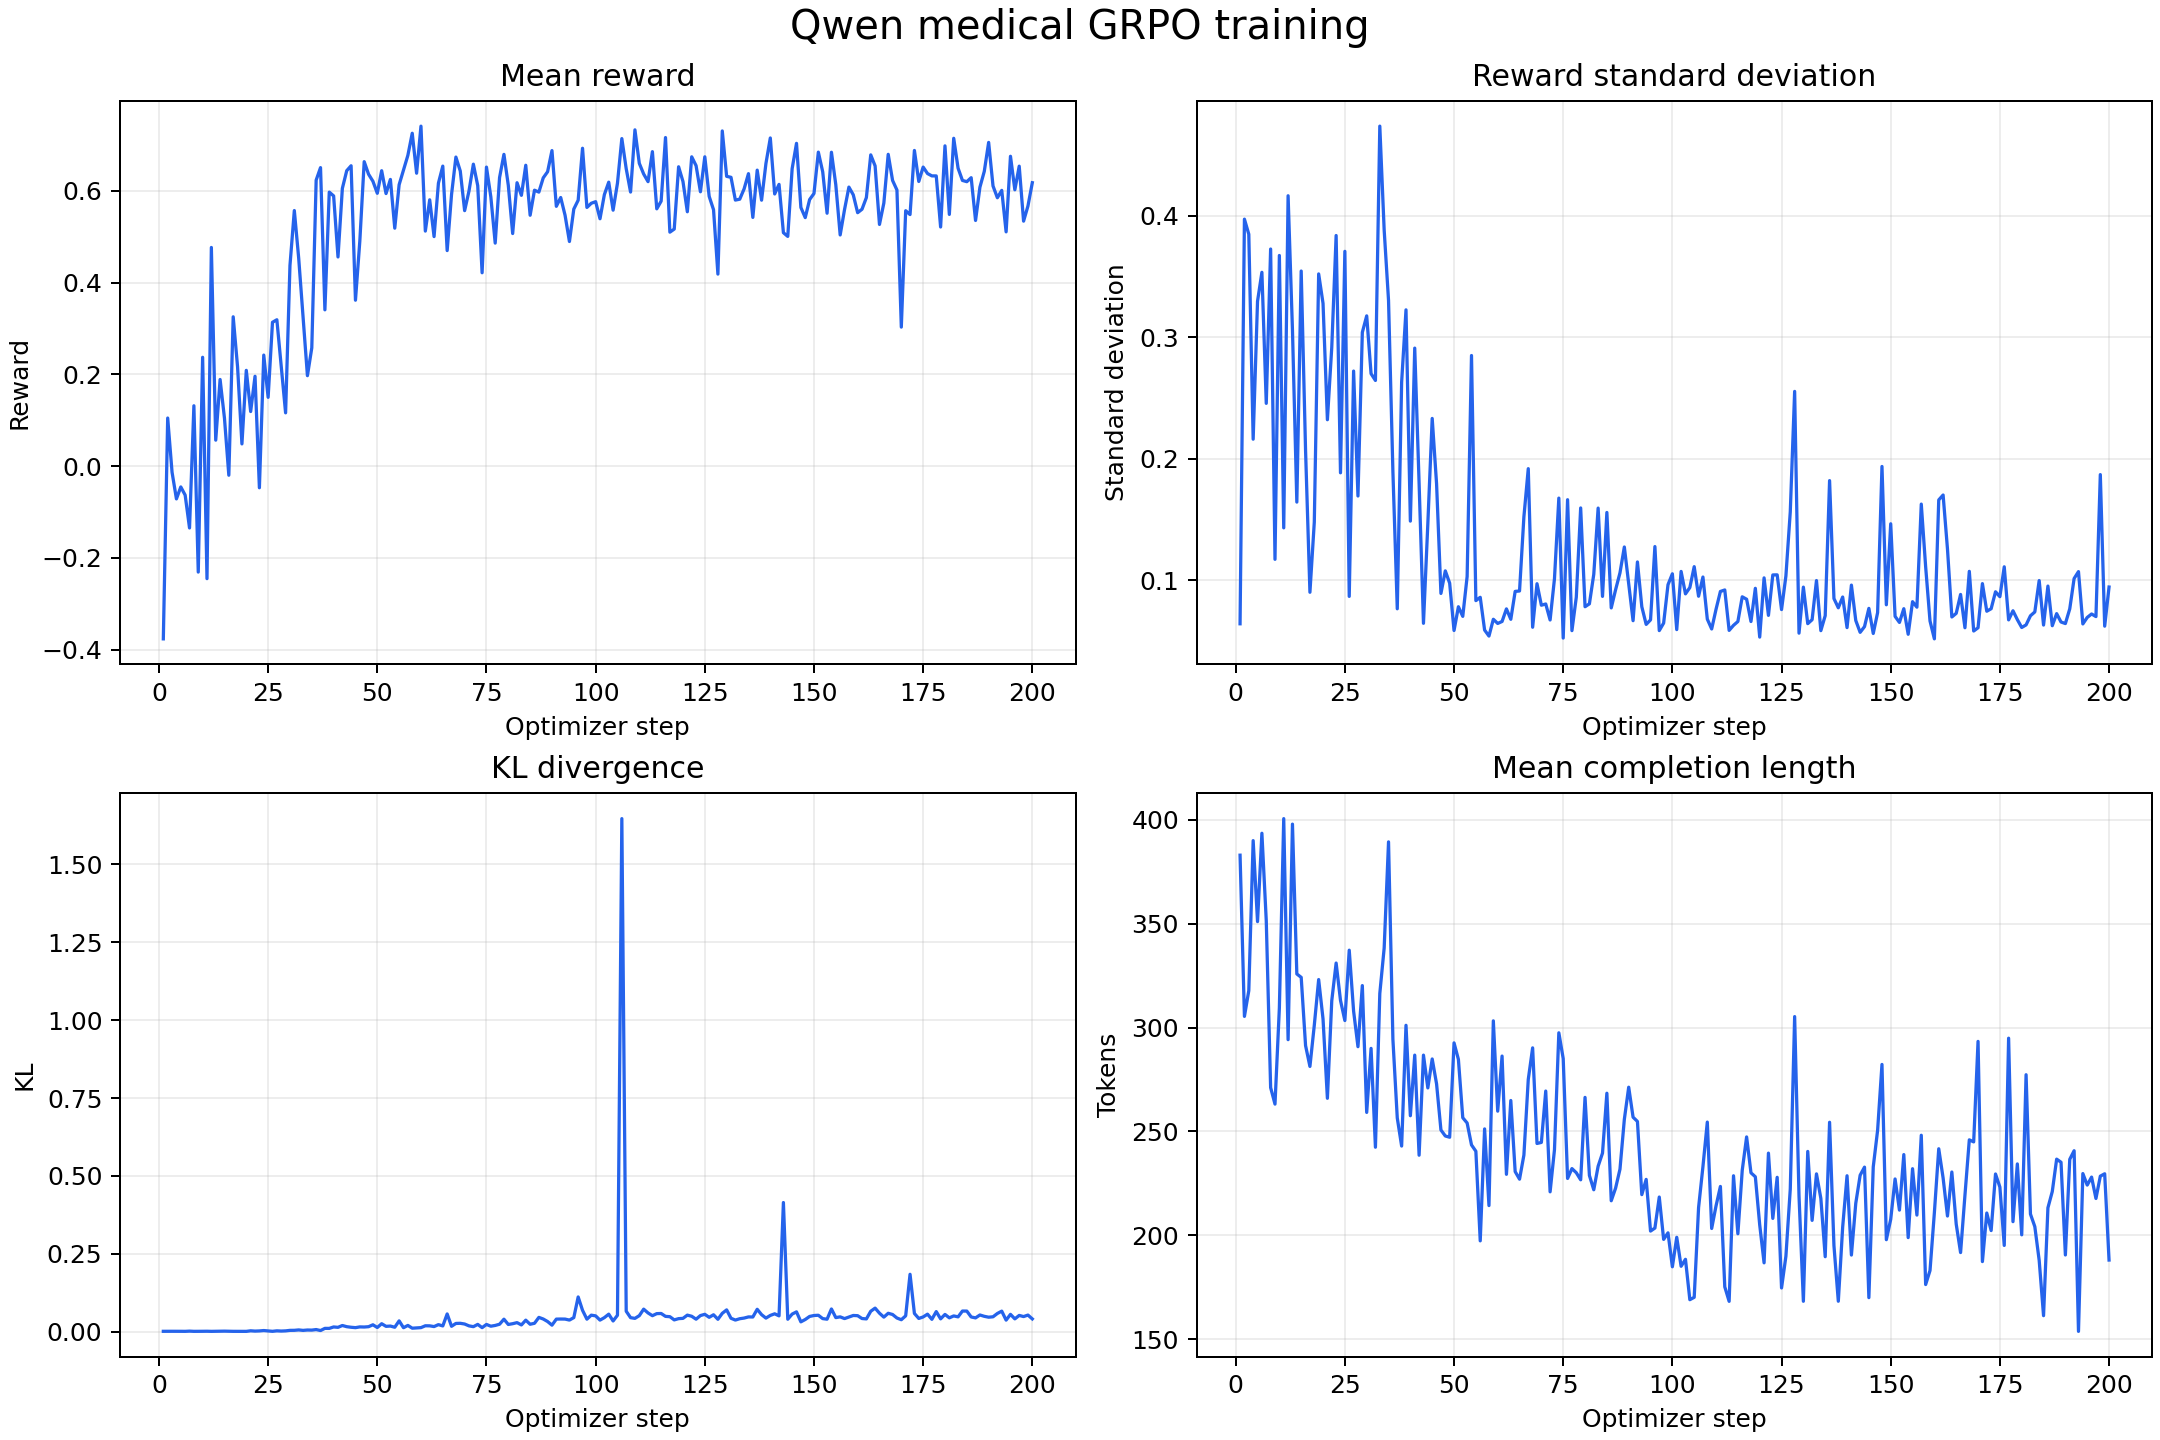 Qwen medical GRPO training
Mean reward
Reward
0.6
0.4
0.2
0.0
−0.2
−0.4
0 25 50 75 100 125 150 175 200
Optimizer step
Reward standard deviation
Standard deviation
0.4
0.3
0.2
0.1
0 25 50 75 100 125 150 175 200
Optimizer step
KL divergence
KL
1.50
1.25
1.00
0.75
0.50
0.25
0.00
0 25 50 75 100 125 150 175 200
Optimizer step
Mean completion length
Tokens
400
350
300
250
200
150
0 25 50 75 100 125 150 175 200
Optimizer step